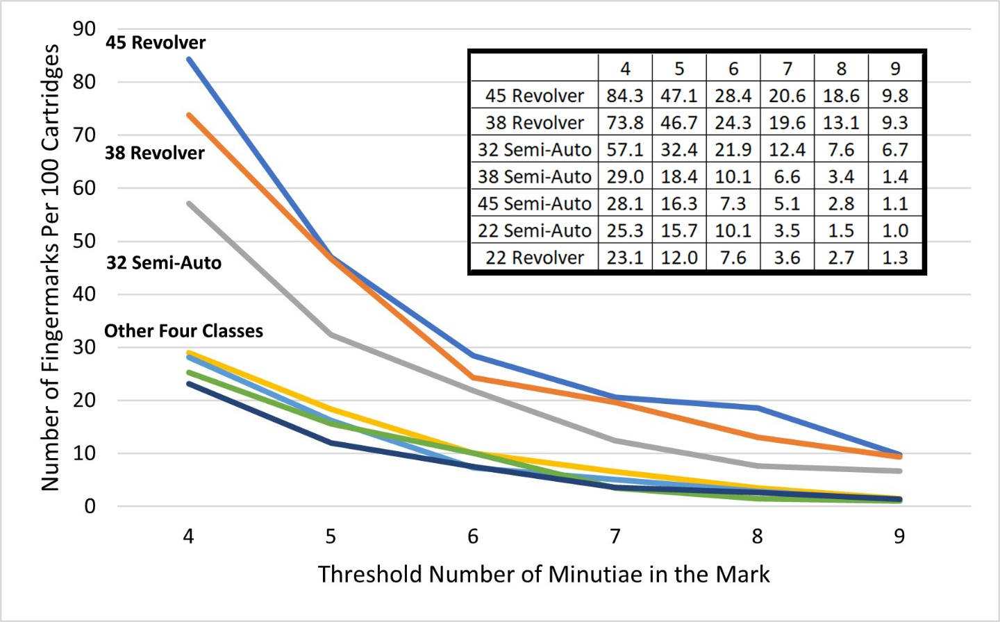 Number of Fingermarks Per 100 Cartridges
90
80
70
60
50
40
30
20
10
0
45 Revolver
38 Revolver
32 Semi-Auto
Other Four Classes
4 5 6 7 8 9
45 Revolver 84.3 47.1 28.4 20.6 18.6 9.8
38 Revolver 73.8 46.7 24.3 19.6 13.1 9.3
32 Semi-Auto 57.1 32.4 21.9 12.4 7.6 6.7
38 Semi-Auto 29.0 18.4 10.1 6.6 3.4 1.4
45 Semi-Auto 28.1 16.3 7.3 5.1 2.8 1.1
22 Semi-Auto 25.3 15.7 10.1 3.5 1.5 1.0
22 Revolver 23.1 12.0 7.6 3.6 2.7 1.3
4 5 6 7 8 9
Threshold Number of Minutiae in the Mark